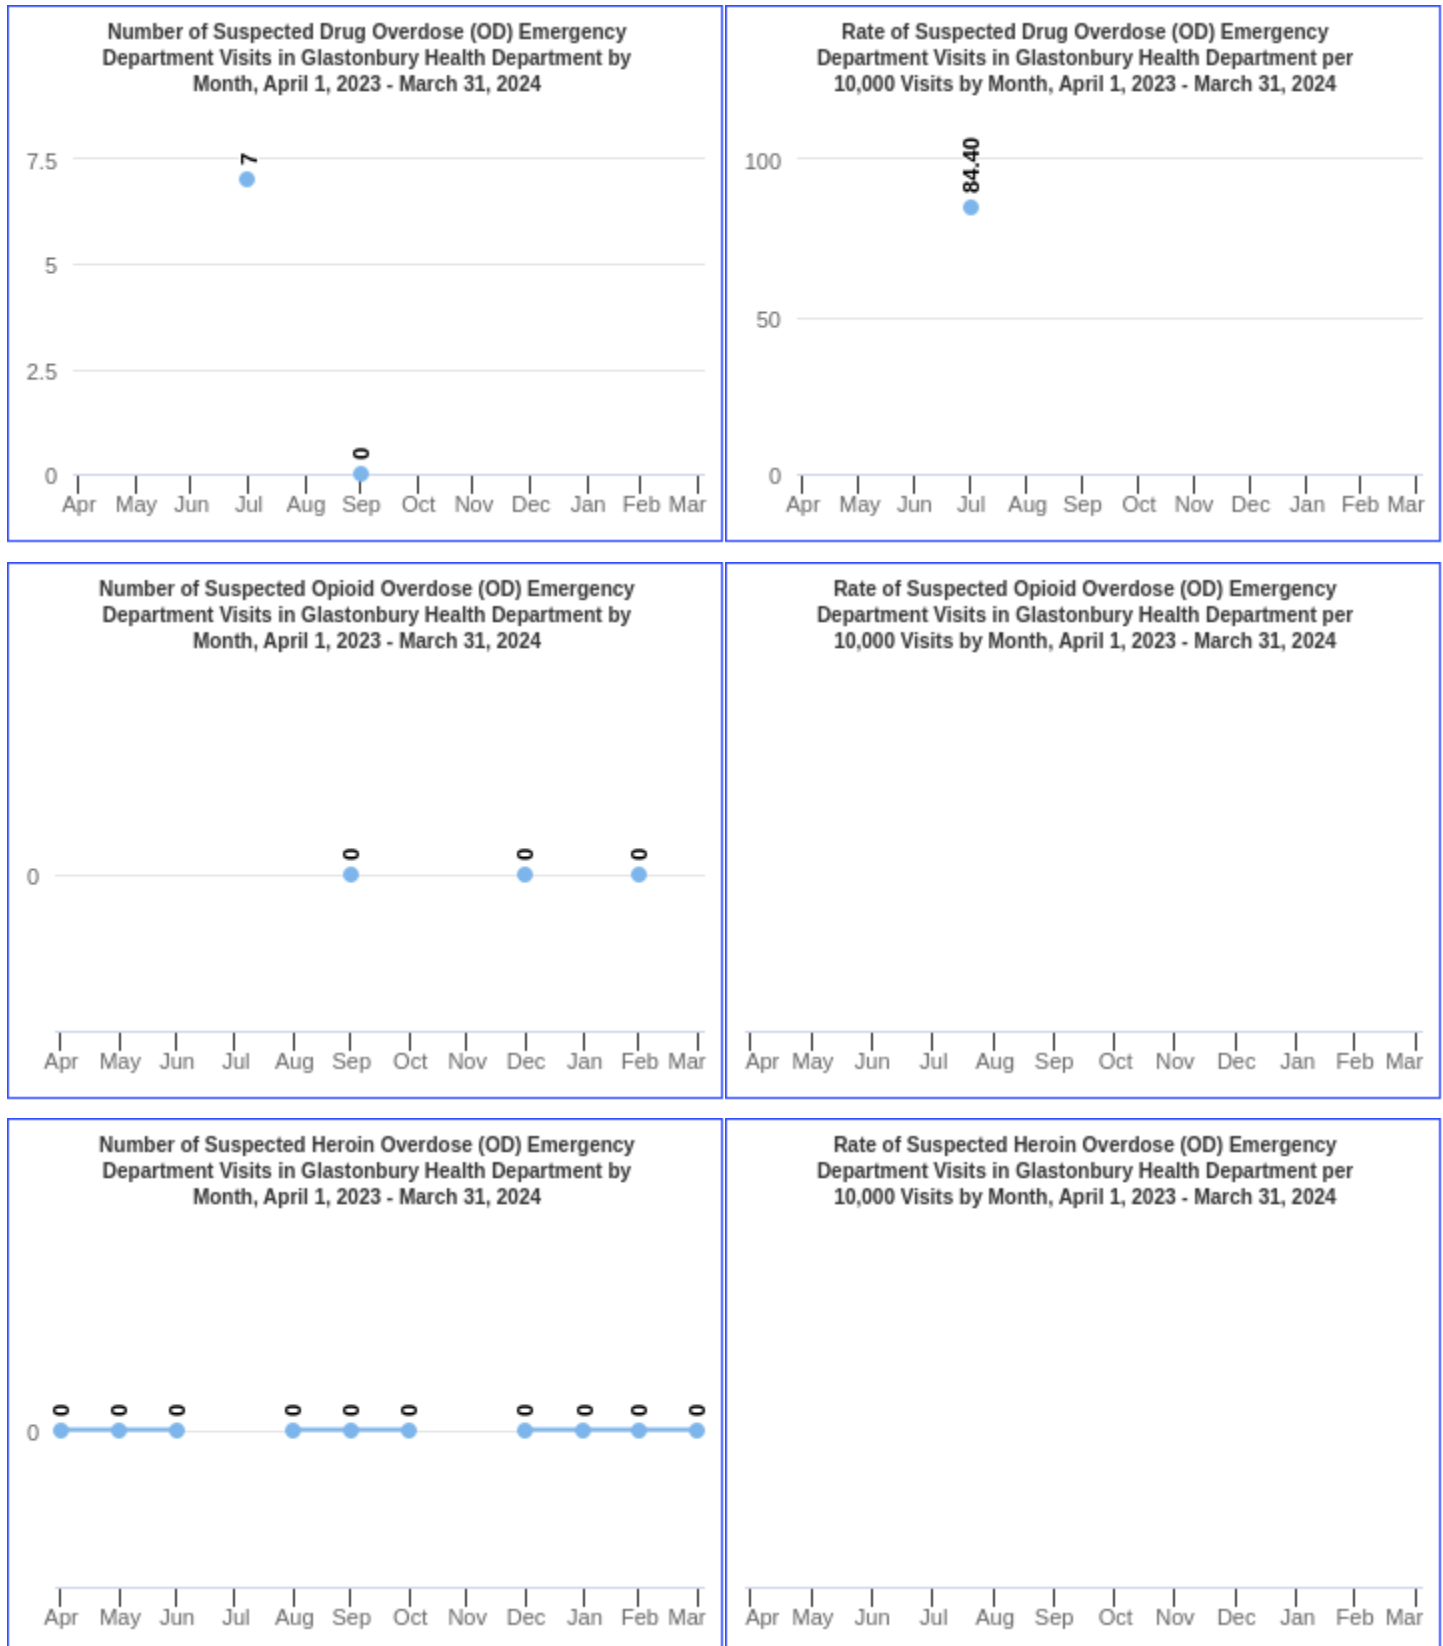 Number of Suspected Drug Overdose (OD) Emergency
Department Visits in Glastonbury Health Department by
Month, April 1, 2023 - March 31, 2024
7.5
7
5
2.5
0
0
Apr May Jun Jul Aug Sep Oct Nov Dec Jan Feb Mar
Rate of Suspected Drug Overdose (OD) Emergency
Department Visits in Glastonbury Health Department per
10,000 Visits by Month, April 1, 2023 - March 31, 2024
100
84.40
50
0
Apr May Jun Jul Aug Sep Oct Nov Dec Jan Feb Mar
Number of Suspected Opioid Overdose (OD) Emergency
Department Visits in Glastonbury Health Department by
Month, April 1, 2023 - March 31, 2024
0 0 0
0
Apr May Jun Jul Aug Sep Oct Nov Dec Jan Feb Mar
Rate of Suspected Opioid Overdose (OD) Emergency
Department Visits in Glastonbury Health Department per
10,000 Visits by Month, April 1, 2023 - March 31, 2024
Apr May Jun Jul Aug Sep Oct Nov Dec Jan Feb Mar
Number of Suspected Heroin Overdose (OD) Emergency
Department Visits in Glastonbury Health Department by
Month, April 1, 2023 - March 31, 2024
0 0 0 0 0 0 0 0 0 0
0
Apr May Jun Jul Aug Sep Oct Nov Dec Jan Feb Mar
Rate of Suspected Heroin Overdose (OD) Emergency
Department Visits in Glastonbury Health Department per
10,000 Visits by Month, April 1, 2023 - March 31, 2024
Apr May Jun Jul Aug Sep Oct Nov Dec Jan Feb Mar